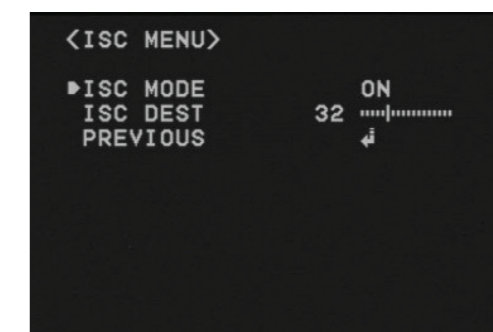 <ISC MENU>
ISC MODE ON
ISC DEST 32
PREVIOUS